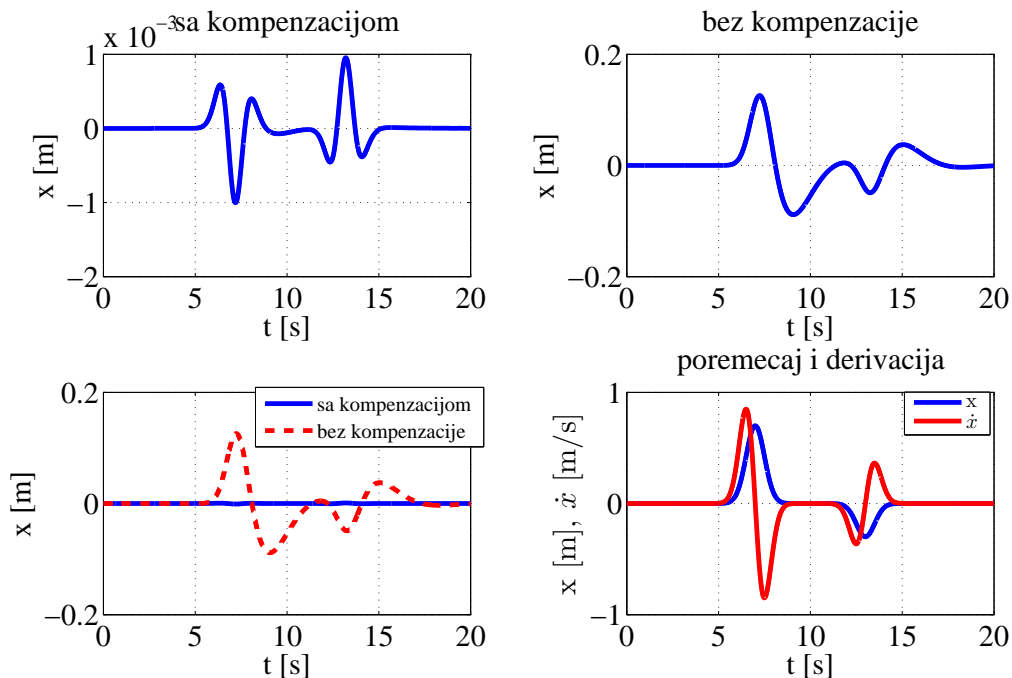 x 10⁻³ sa kompenzacijom
1
0
−1
−2
x [m]
0 5 10 15 20
t [s]
bez kompenzacije
0.2
0
−0.2
x [m]
0 5 10 15 20
t [s]
0.2
0
−0.2
x [m]
sa kompenzacijom
bez kompenzacije
0 5 10 15 20
t [s]
poremecaj i derivacija
1
0
−1
x [m], ẋ [m/s]
x
ẋ
0 5 10 15 20
t [s]